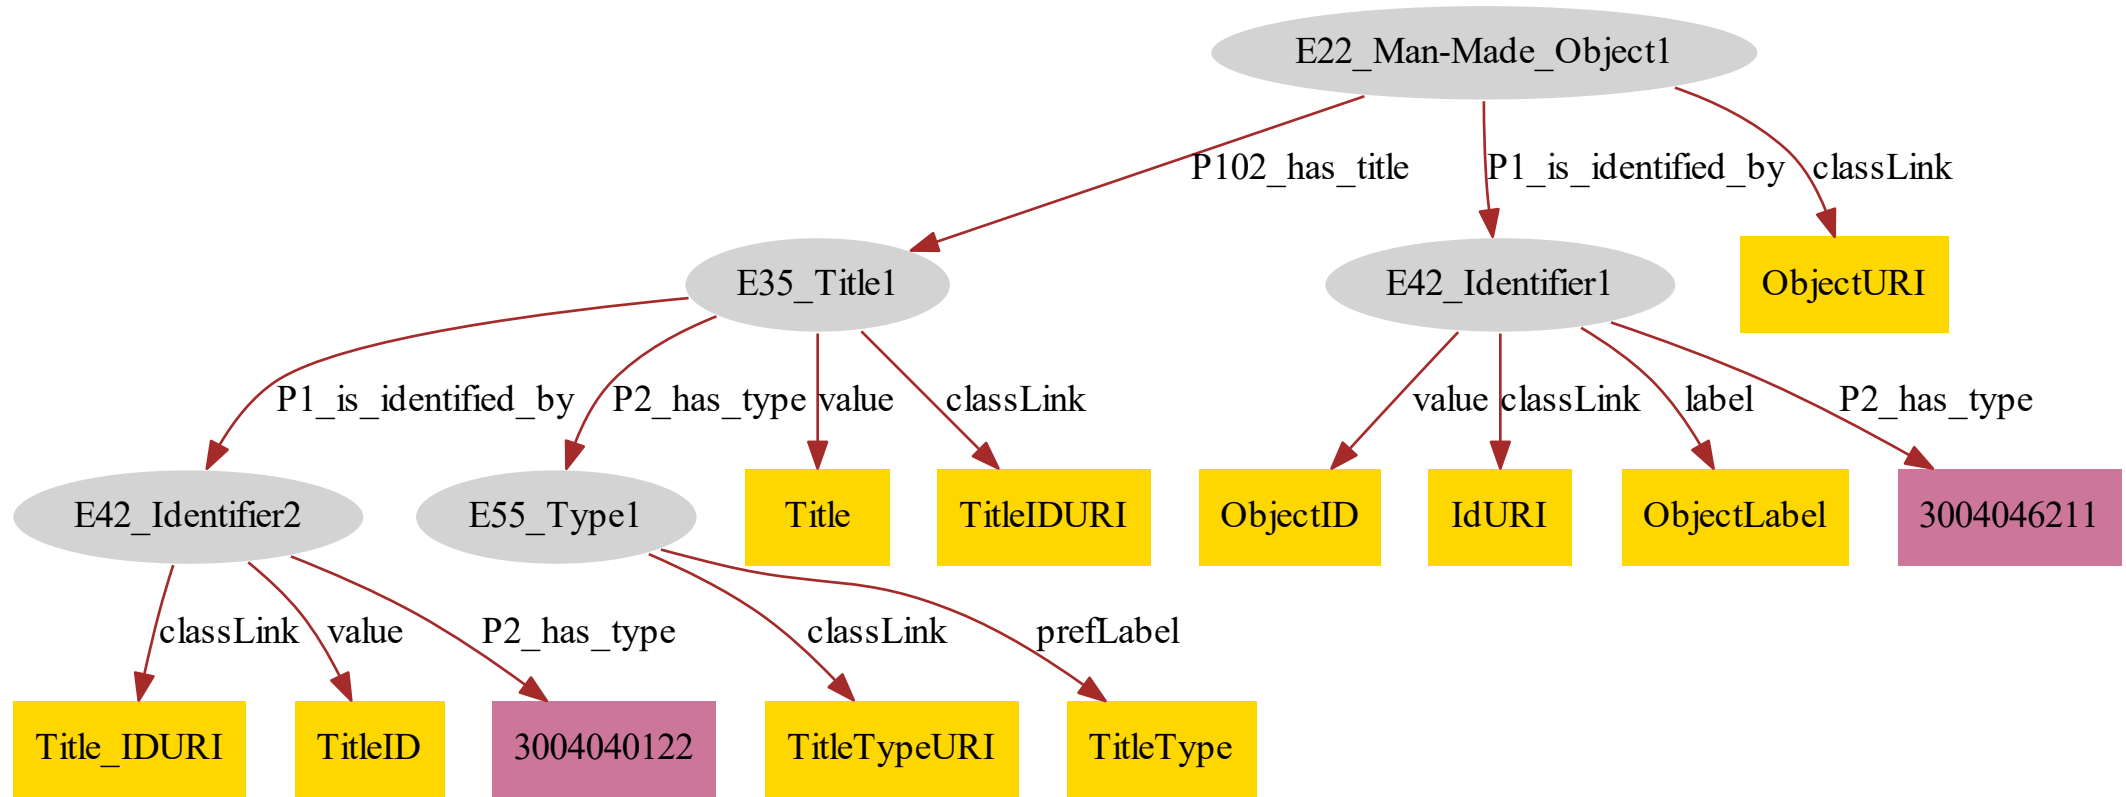 E22_Man-Made_Object1
P102_has_title
P1_is_identified_by
classLink
E35_Title1
E42_Identifier1
ObjectURI
P1_is_identified_by
P2_has_type
value
classLink
value
classLink
label
P2_has_type
E42_Identifier2
E55_Type1
Title
TitleIDURI
ObjectID
IdURI
ObjectLabel
3004046211
classLink
value
P2_has_type
classLink
prefLabel
Title_IDURI
TitleID
3004040122
TitleTypeURI
TitleType